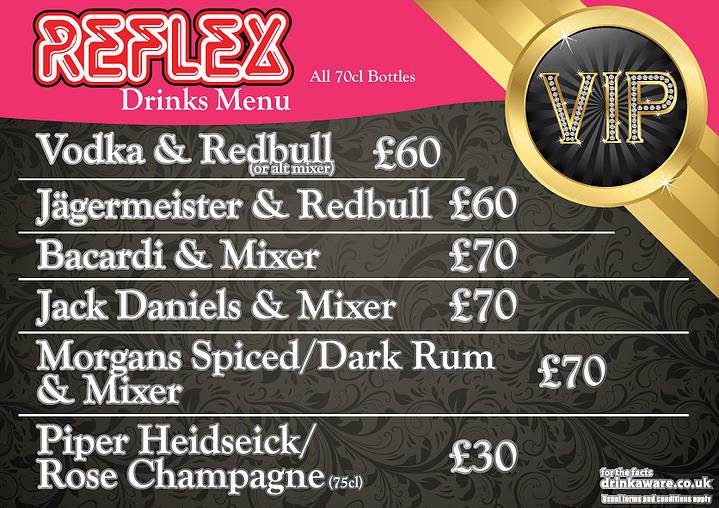 REFLEX
Drinks Menu
All 70cl Bottles
VIP
Vodka & Redbull £60
(or alt mixer)
Jägermeister & Redbull £60
Bacardi & Mixer £70
Jack Daniels & Mixer £70
Morgans Spiced/Dark Rum
& Mixer £70
Piper Heidseick/
Rose Champagne (75cl) £30
for the facts
drinkaware.co.uk
Usual terms and conditions apply